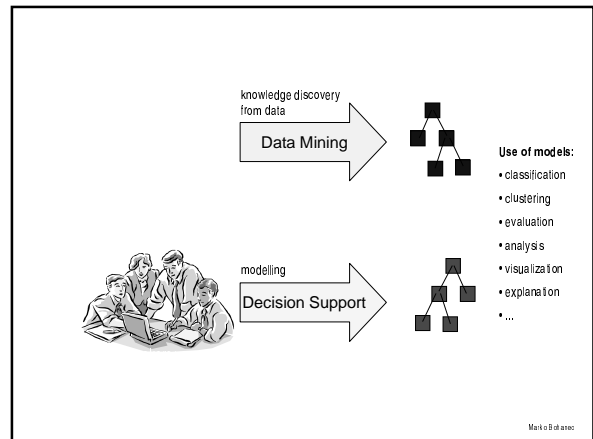 knowledge discovery
from data
Data Mining
Use of models:
• classification
• clustering
• evaluation
• analysis
• visualization
• explanation
• ...
modelling
Decision Support
Marko Bohanec